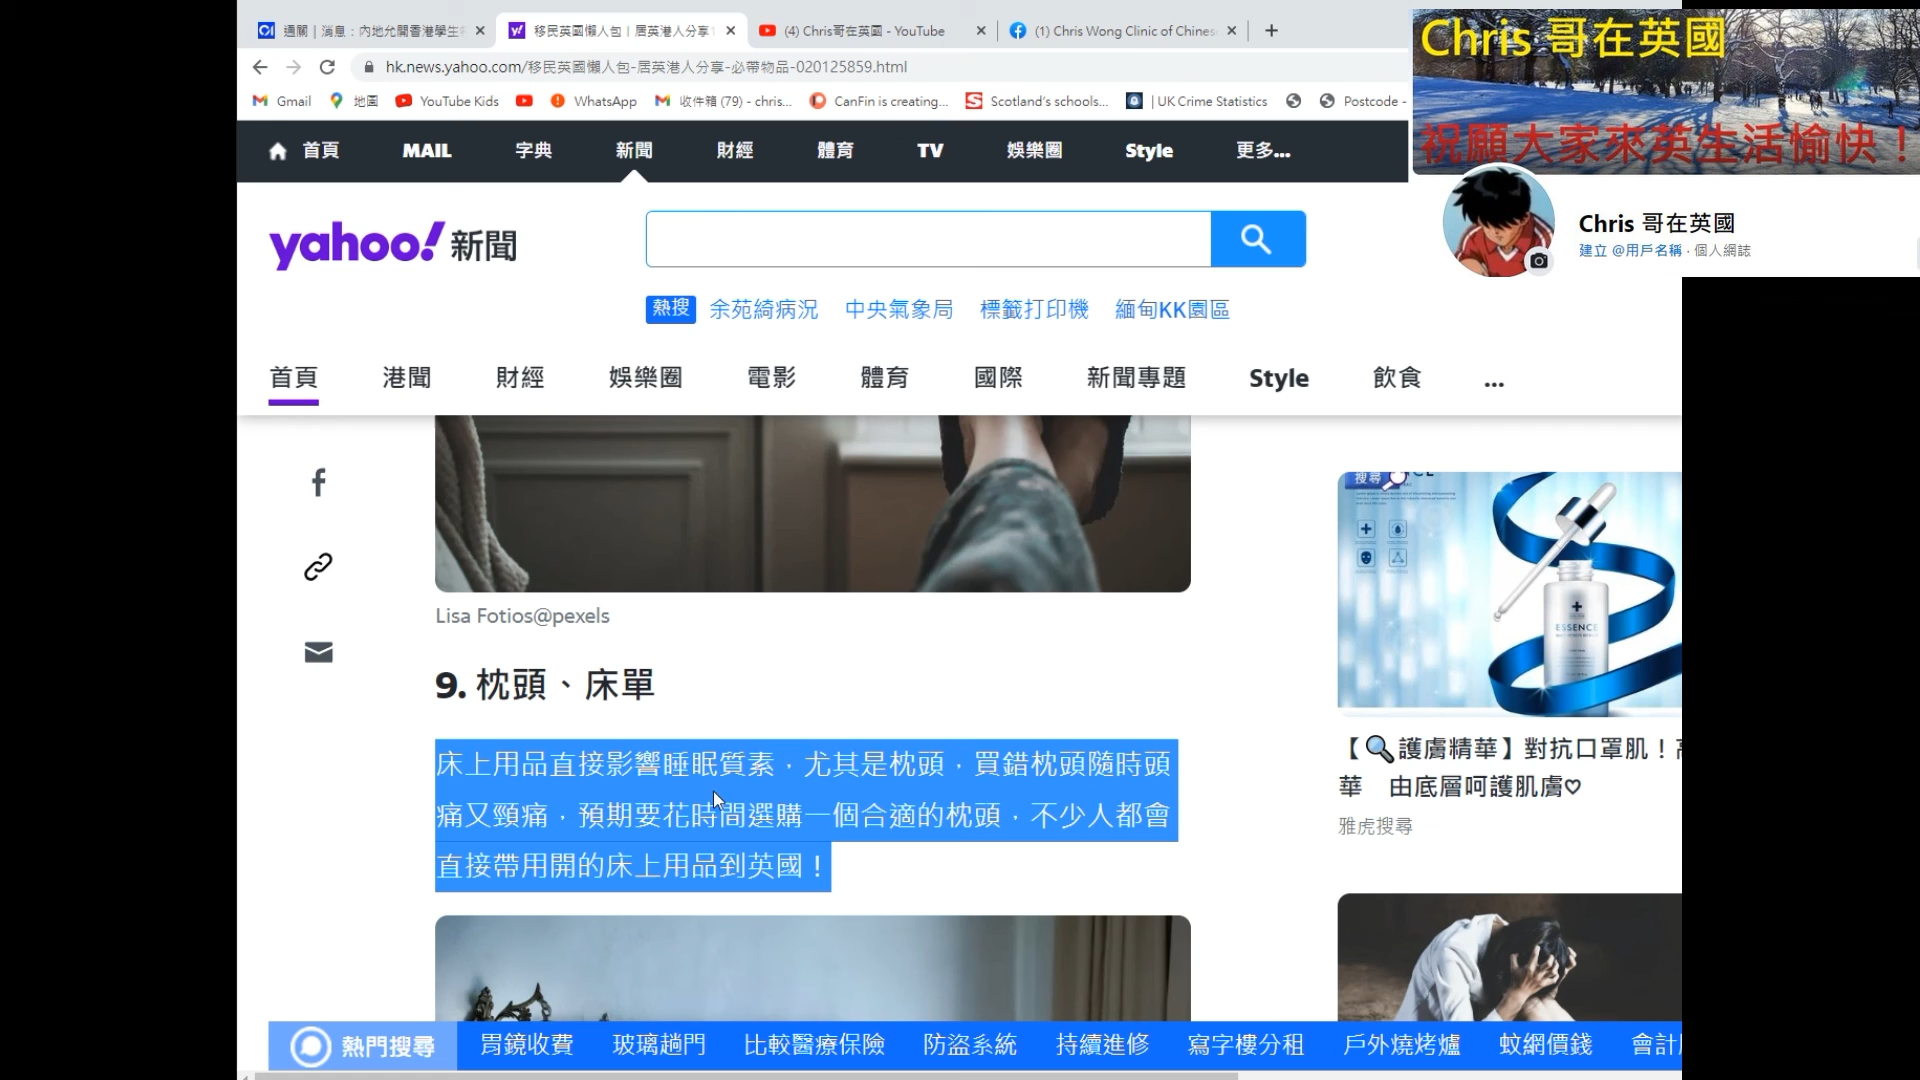 通關 | 消息：內地允開香港學生
移民英國懶人包 | 居英港人分享
(4) Chris哥在英國 - YouTube
(1) Chris Wong Clinic of Chines
hk.news.yahoo.com/移民英國懶人包-居英港人分享-必帶物品-020125859.html
Gmail
地圖
YouTube Kids
WhatsApp
收件箱 (79) - chris...
CanFin is creating...
Scotland's schools...
| UK Crime Statistics
Postcode -
Chris 哥在英國
祝願大家來英生活愉快！
Chris 哥在英國
建立 @用戶名稱 · 個人網誌
首頁
MAIL
字典
新聞
財經
體育
TV
娛樂圈
Style
更多...
yahoo! 新聞
熱搜
余苑綺病況
中央氣象局
標籤打印機
緬甸KK園區
首頁
港聞
財經
娛樂圈
電影
體育
國際
新聞專題
Style
飲食
...
Lisa Fotios@pexels
9. 枕頭、床單
床上用品直接影響睡眠質素，尤其是枕頭，買錯枕頭隨時頭
痛又頸痛，預期要花時間選購一個合適的枕頭，不少人都會
直接帶用開的床上用品到英國！
搜尋
ESSENCE
【🔍護膚精華】對抗口罩肌！
華　由底層呵護肌膚♡
雅虎搜尋
熱門搜尋
胃鏡收費
玻璃趟門
比較醫療保險
防盜系統
持續進修
寫字樓分租
戶外燒烤爐
蚊網價錢
會計